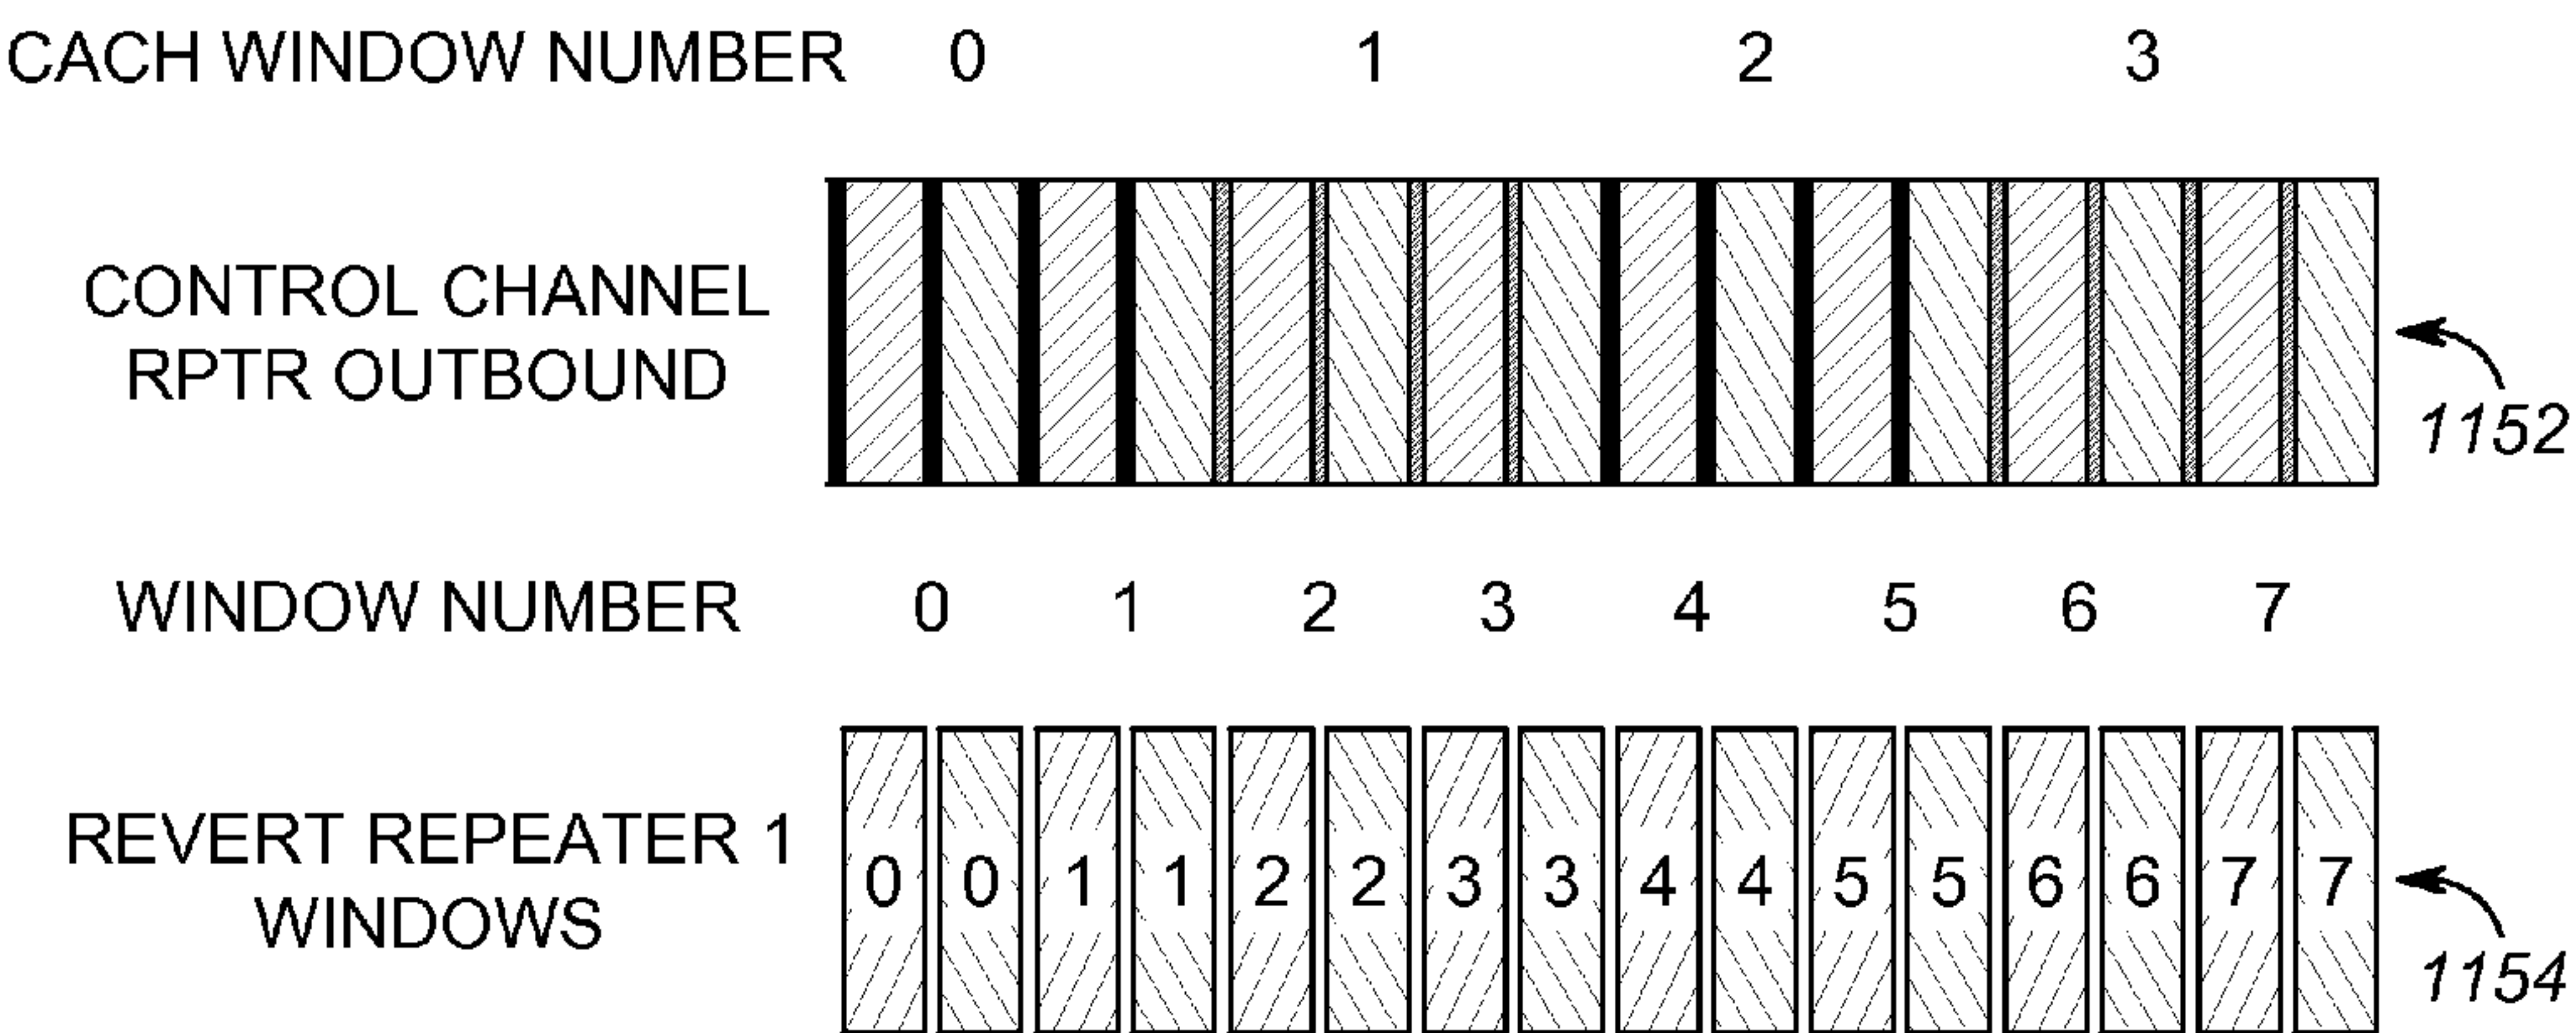 CACH WINDOW NUMBER 0 1 2 3
CONTROL CHANNEL
RPTR OUTBOUND
1152
WINDOW NUMBER 0 1 2 3 4 5 6 7
REVERT REPEATER 1
WINDOWS
0 0 1 1 2 2 3 3 4 4 5 5 6 6 7 7
1154